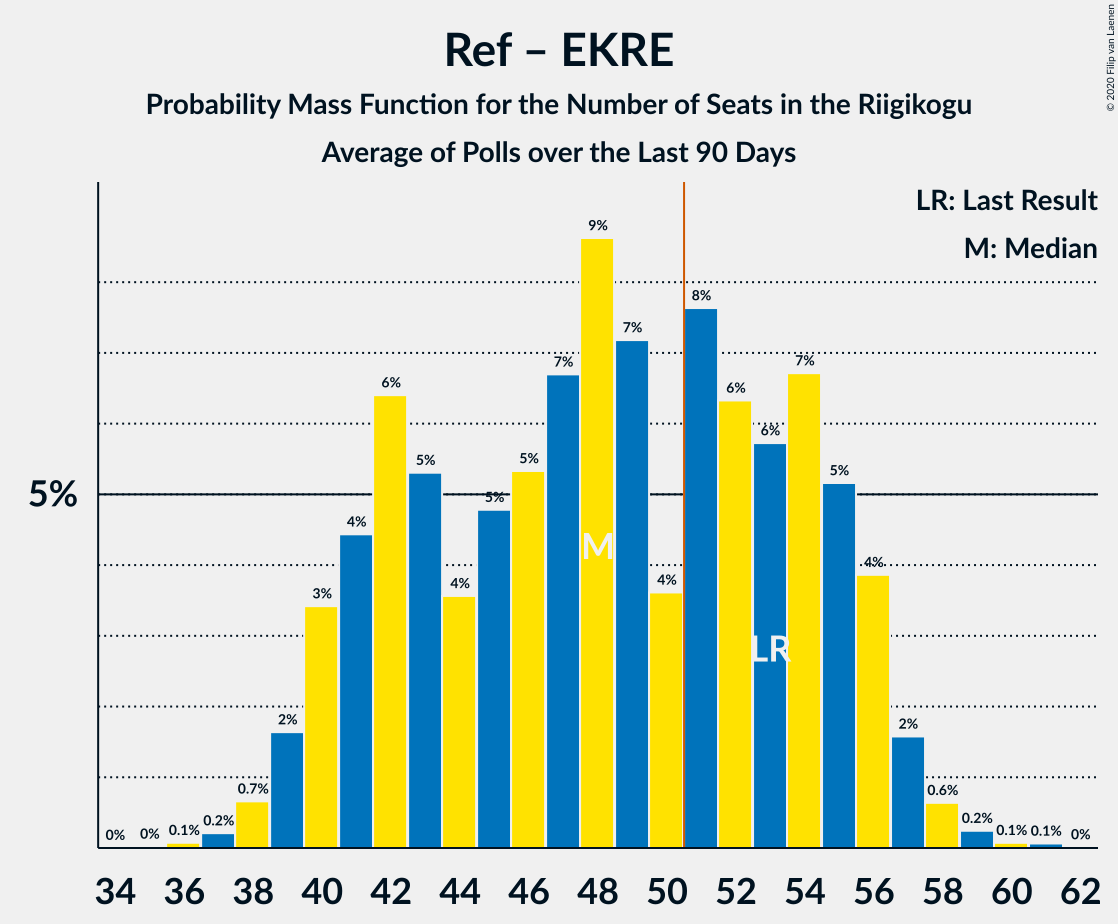 Ref – EKRE
Probability Mass Function for the Number of Seats in the Riigikogu
Average of Polls over the Last 90 Days
© 2020 Filip van Laenen
LR: Last Result
M: Median
5%
0% 0% 0.1% 0.2% 0.7% 2% 3% 4% 6% 5% 4% 5% 5% 7% 9% 7% 4% 8% 6% 6% 7% 5% 4% 2% 0.6% 0.2% 0.1% 0.1% 0%
M
LR
34 36 38 40 42 44 46 48 50 52 54 56 58 60 62